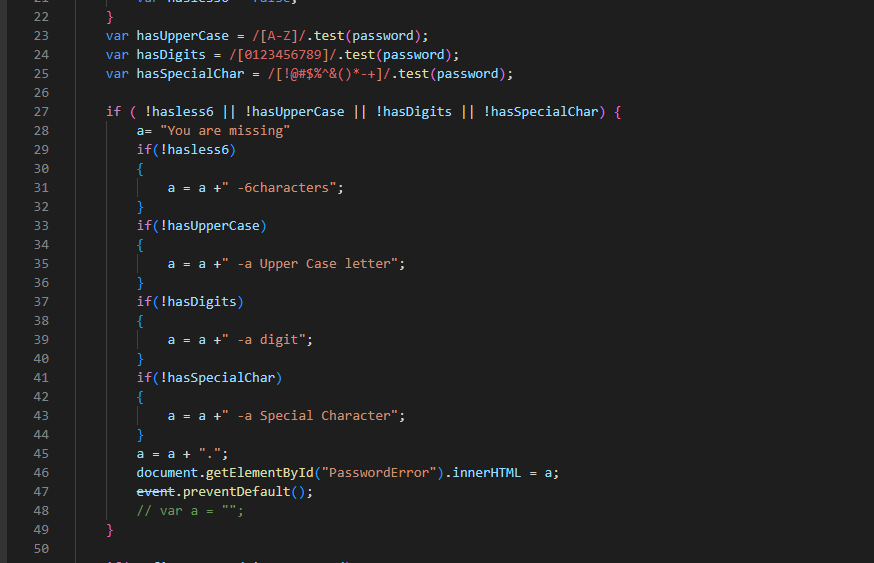 22 }
23 var hasUpperCase = /[A-Z]/.test(password);
24 var hasDigits = /[0123456789]/.test(password);
25 var hasSpecialChar = /[!@#$%^&()*-+]/.test(password);
26
27 if ( !hasless6 || !hasUpperCase || !hasDigits || !hasSpecialChar) {
28 a= "You are missing"
29 if(!hasless6)
30 {
31 a = a +" -6characters";
32 }
33 if(!hasUpperCase)
34 {
35 a = a +" -a Upper Case letter";
36 }
37 if(!hasDigits)
38 {
39 a = a +" -a digit";
40 }
41 if(!hasSpecialChar)
42 {
43 a = a +" -a Special Character";
44 }
45 a = a + ".";
46 document.getElementById("PasswordError").innerHTML = a;
47 event.preventDefault();
48 // var a = "";
49 }
50